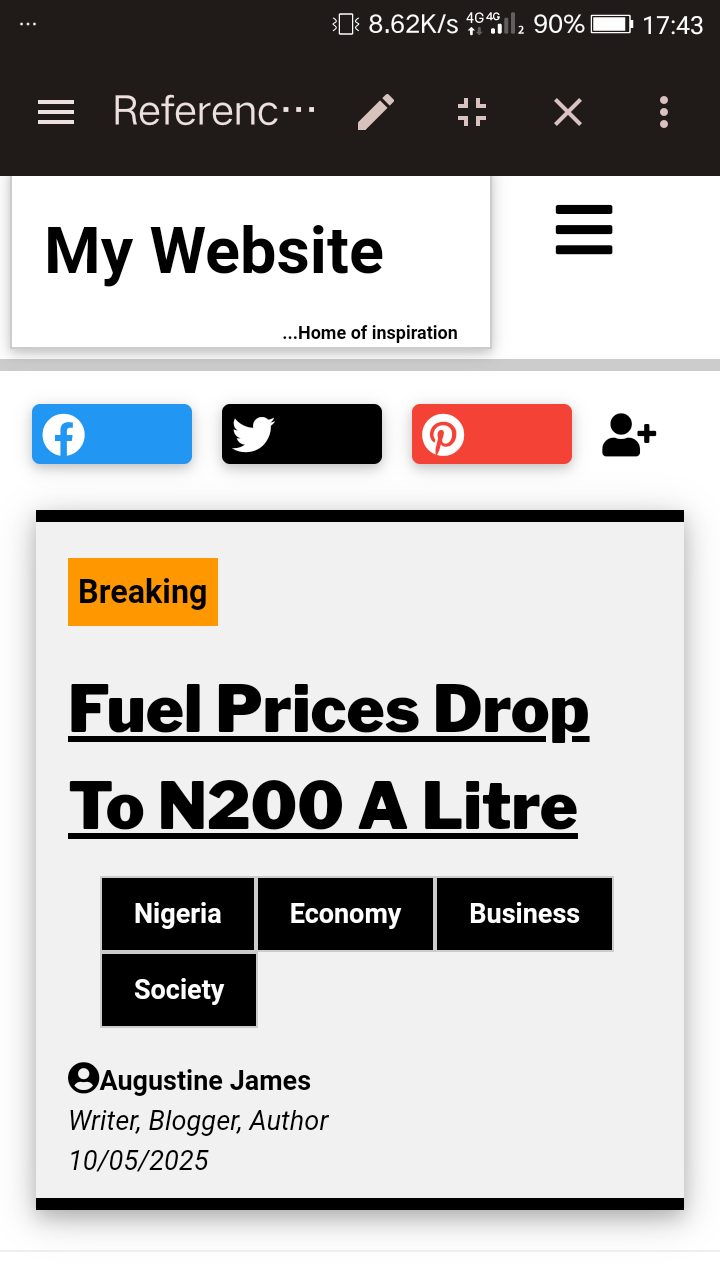 ... 8.62K/s 4G 4G 2 90% 17:43
Referenc...
My Website
...Home of inspiration
Breaking
Fuel Prices Drop
To N200 A Litre
Nigeria Economy Business
Society
Augustine James
Writer, Blogger, Author
10/05/2025